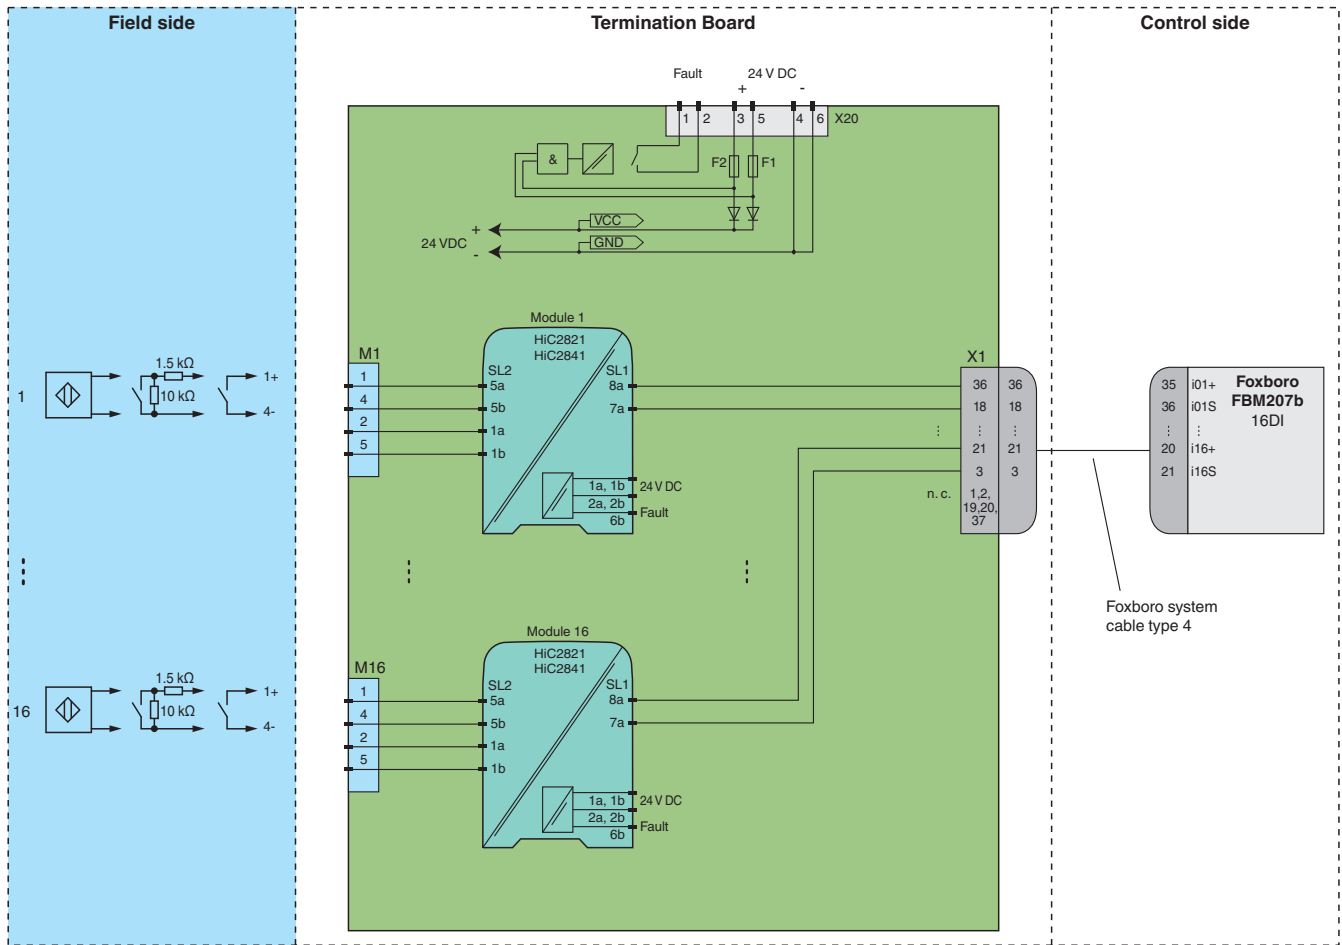 Field side
Termination Board
Control side
Fault
24 V DC
+
-
1 2 3 5 4 6 X20
&
F2 F1
VCC
+
24 VDC
GND
-
Module 1
HiC2821
HiC2841
M1
SL2
SL1
1 5a
4 5b
2 1a
5 1b
8a
7a
1a, 1b
24 V DC
2a, 2b
6b
Fault
1
1.5 kΩ
10 kΩ
1+
4-
X1
36 36
18 18
⋮ ⋮ ⋮
21 21
3 3
n. c.
1,2,
19,20,
37
35 i01+
36 i01S
⋮ ⋮
20 i16+
21 i16S
Foxboro
FBM207b
16DI
Foxboro system
cable type 4
Module 16
HiC2821
HiC2841
M16
SL2
SL1
1 5a
4 5b
2 1a
5 1b
8a
7a
1a, 1b
24 V DC
2a, 2b
6b
Fault
16
1.5 kΩ
10 kΩ
1+
4-